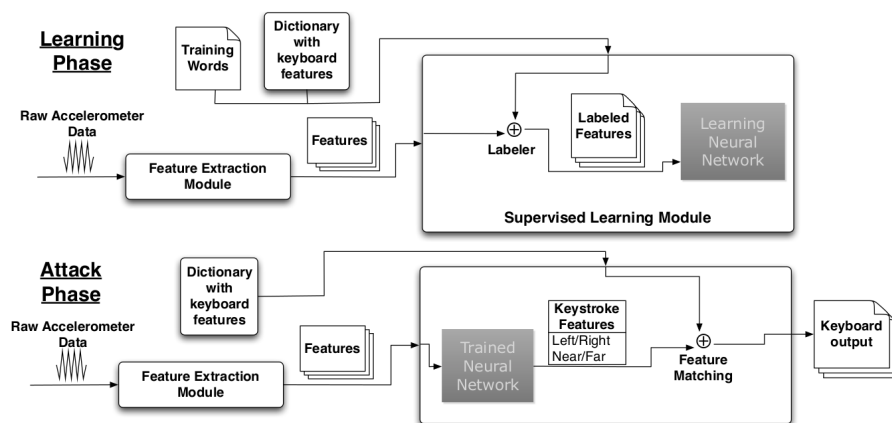 Learning
Phase
Training
Words
Dictionary
with
keyboard
features
Raw Accelerometer
Data
Feature Extraction
Module
Features
Labeler
Labeled
Features
Learning
Neural
Network
Supervised Learning Module
Attack
Phase
Dictionary
with
keyboard
features
Raw Accelerometer
Data
Feature Extraction
Module
Features
Trained
Neural
Network
Keystroke
Features
Left/Right
Near/Far
Feature
Matching
Keyboard
output